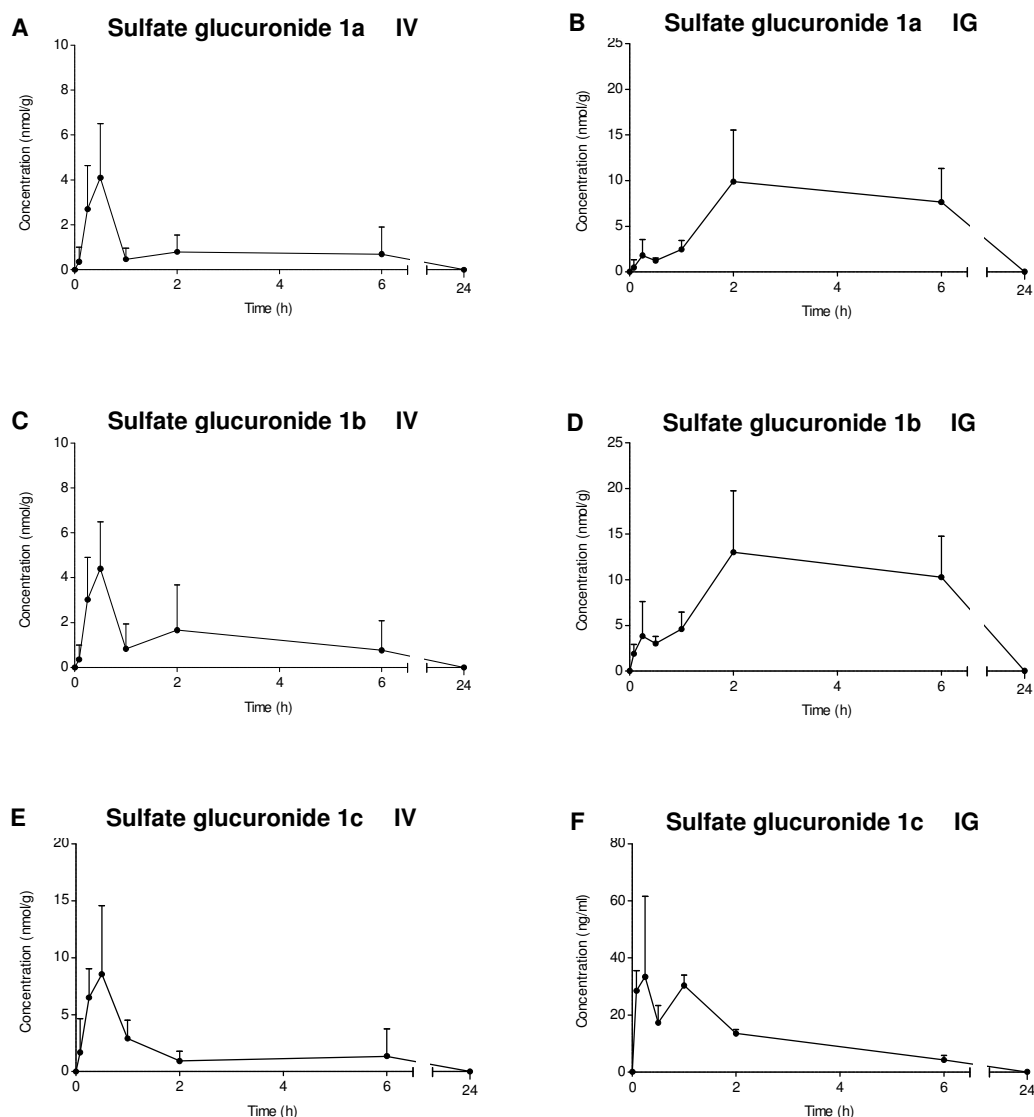 A Sulfate glucuronide 1a IV
Concentration (nmol/g)
10
8
6
4
2
0
0 2 4 6 24
Time (h)
B Sulfate glucuronide 1a IG
Concentration (nmol/g)
25
20
15
10
5
0
0 2 4 6 24
Time (h)
C Sulfate glucuronide 1b IV
Concentration (nmol/g)
10
8
6
4
2
0
0 2 4 6 24
Time (h)
D Sulfate glucuronide 1b IG
Concentration (nmol/g)
25
20
15
10
5
0
0 2 4 6 24
Time (h)
E Sulfate glucuronide 1c IV
Concentration (nmol/g)
20
15
10
5
0
0 2 4 6 24
Time (h)
F Sulfate glucuronide 1c IG
Concentration (ng/ml)
80
60
40
20
0
0 2 4 6 24
Time (h)